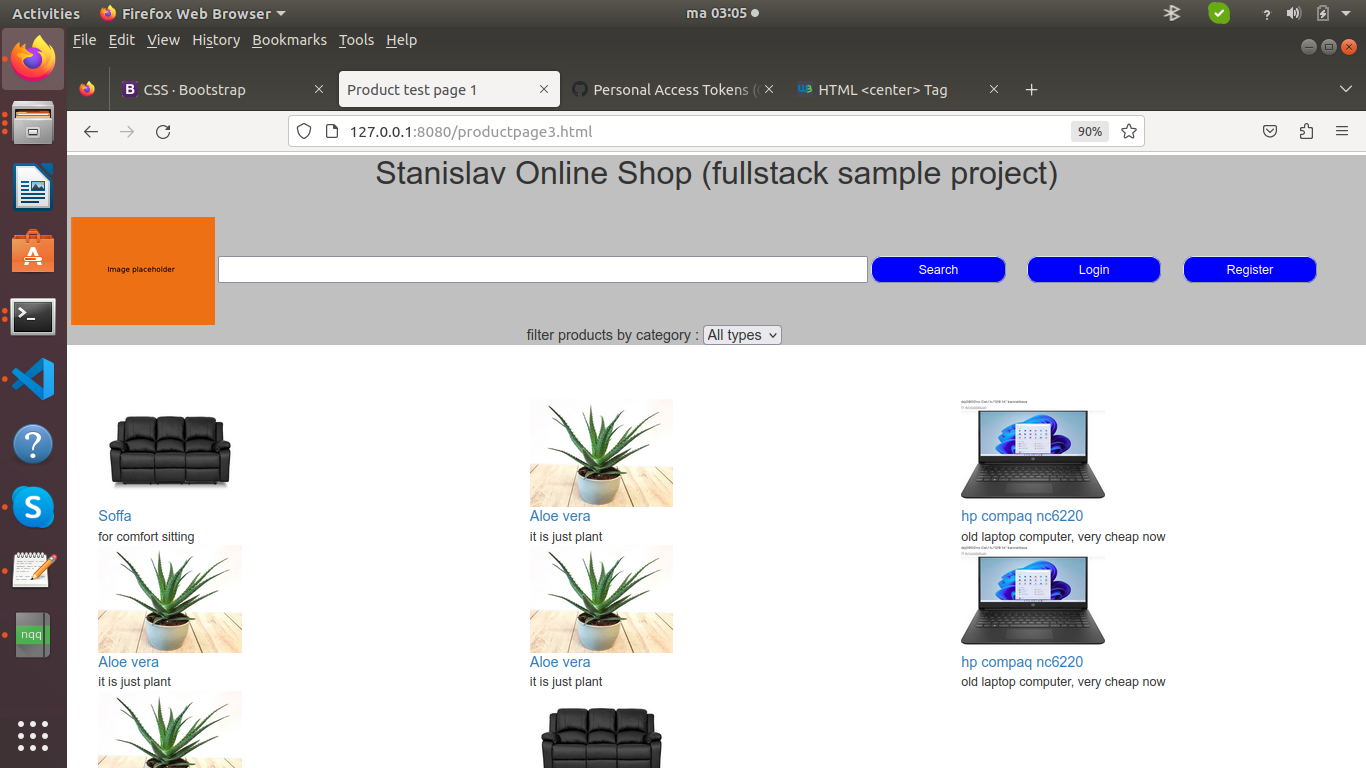 Activities Firefox Web Browser ma 03:05
File Edit View History Bookmarks Tools Help
CSS · Bootstrap Product test page 1 Personal Access Tokens ( HTML <center> Tag
127.0.0.1:8080/productpage3.html 90%
Stanislav Online Shop (fullstack sample project)
Image placeholder Search Login Register
filter products by category : All types
Soffa Aloe vera hp compaq nc6220
for comfort sitting it is just plant old laptop computer, very cheap now
Aloe vera Aloe vera hp compaq nc6220
it is just plant it is just plant old laptop computer, very cheap now
nqq